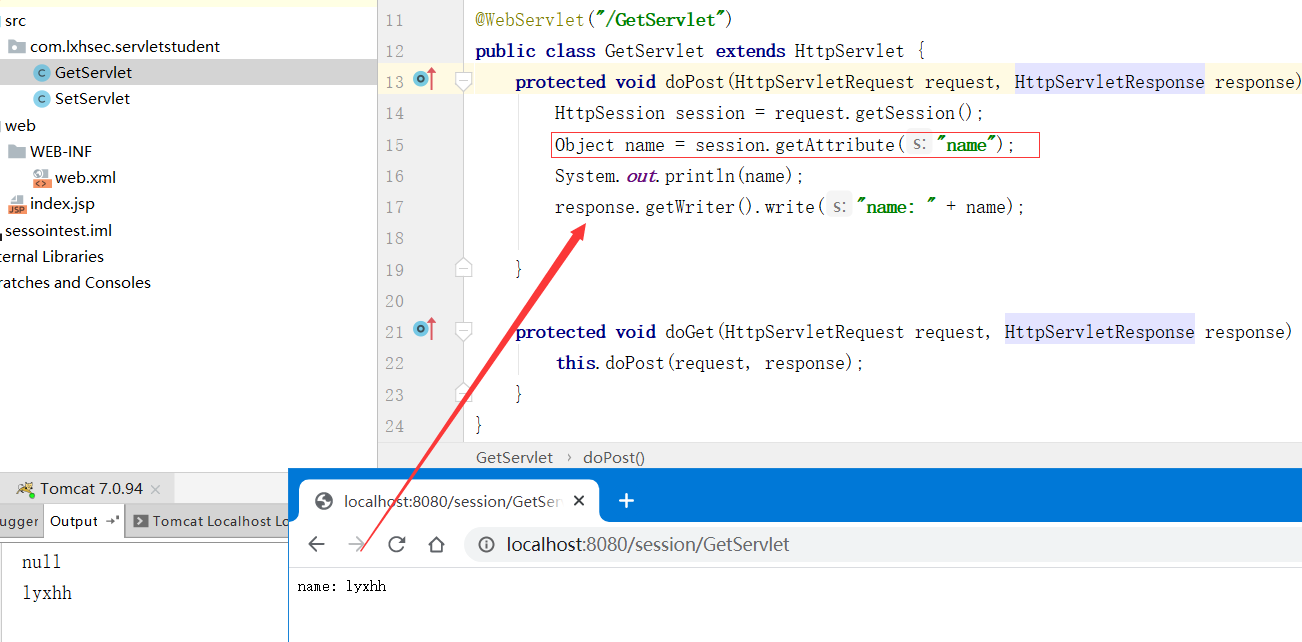 src
com.lxhsec.servletstudent
GetServlet
SetServlet
web
WEB-INF
web.xml
index.jsp
sessointest.iml
ternal Libraries
ratches and Consoles
11 @WebServlet("/GetServlet")
12 public class GetServlet extends HttpServlet {
13 protected void doPost(HttpServletRequest request, HttpServletResponse response)
14 HttpSession session = request.getSession();
15 Object name = session.getAttribute( s: "name");
16 System.out.println(name);
17 response.getWriter().write( s: "name: " + name);
18
19 }
20
21 protected void doGet(HttpServletRequest request, HttpServletResponse response)
22 this.doPost(request, response);
23 }
24 }
GetServlet › doPost()
Tomcat 7.0.94
ugger Output Tomcat Localhost Lo
null
lyxhh
localhost:8080/session/GetSer
localhost:8080/session/GetServlet
name: lyxhh